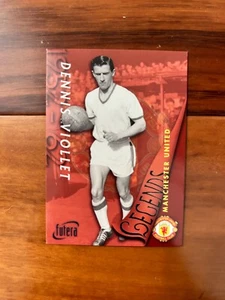 DENNIS VIOLLET
futera
LEGENDS
MANCHESTER UNITED